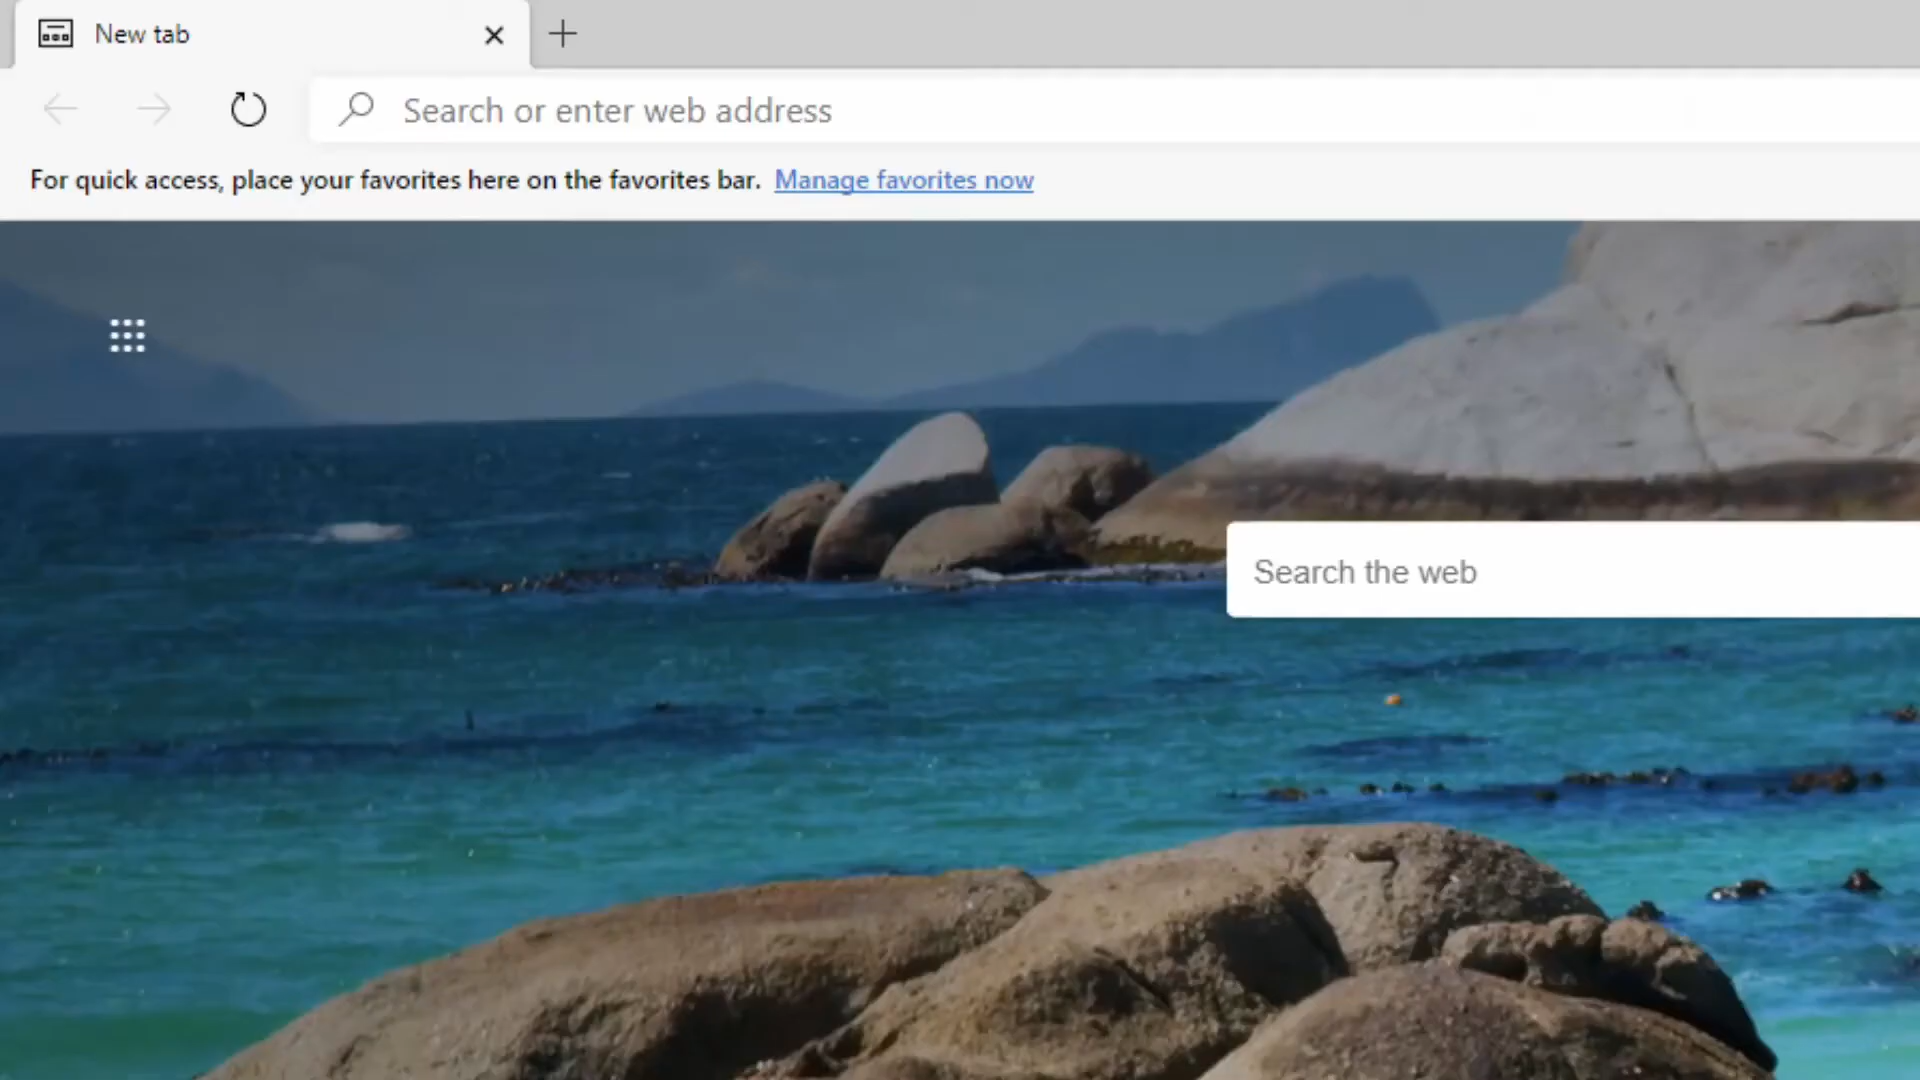 New tab
Search or enter web address
For quick access, place your favorites here on the favorites bar. Manage favorites now
Search the web